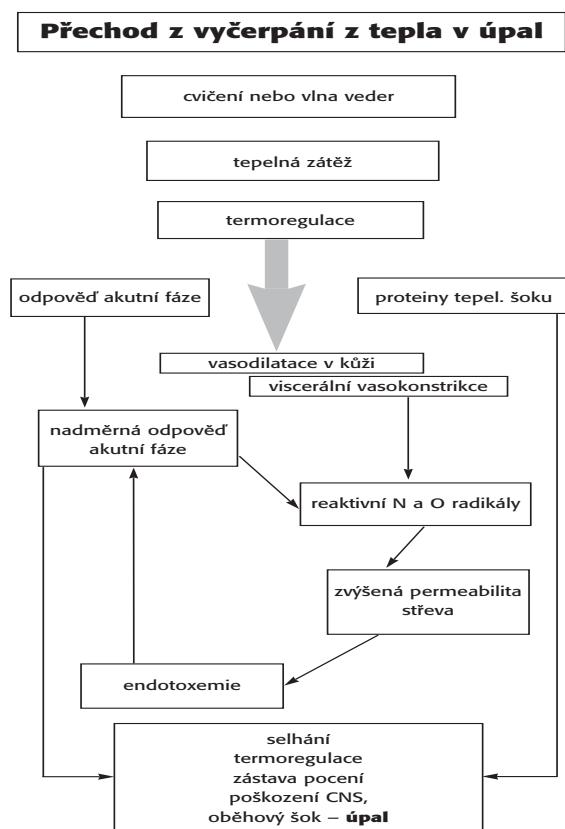 Přechod z vyčerpání z tepla v úpal
cvičení nebo vlna veder
tepelná zátěž
termoregulace
odpověď akutní fáze
proteiny tepel. šoku
vasodilatace v kůži
viscerální vasokonstrikce
nadměrná odpověď
akutní fáze
reaktivní N a O radikály
zvýšená permeabilita
střeva
endotoxemie
selhání
termoregulace
zástava pocení
poškození CNS,
oběhový šok – úpal